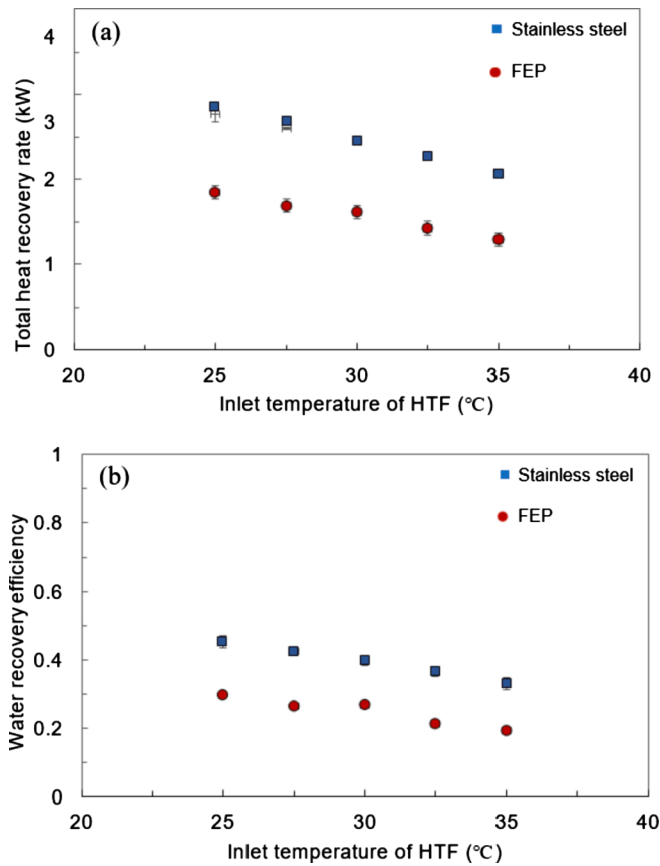 (a)
Stainless steel
FEP
Total heat recovery rate (kW)
4
3
2
1
0
20
25
30
35
40
Inlet temperature of HTF (℃)
(b)
Stainless steel
FEP
Water recovery efficiency
1
0.8
0.6
0.4
0.2
0
20
25
30
35
40
Inlet temperature of HTF (℃)